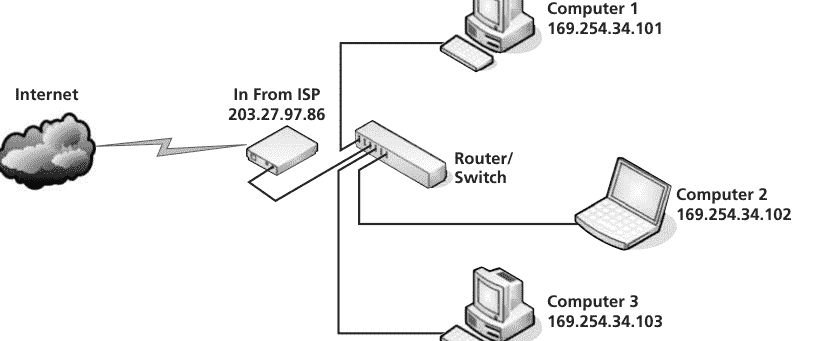 Computer 1
169.254.34.101
Internet
In From ISP
203.27.97.86
Router/
Switch
Computer 2
169.254.34.102
Computer 3
169.254.34.103